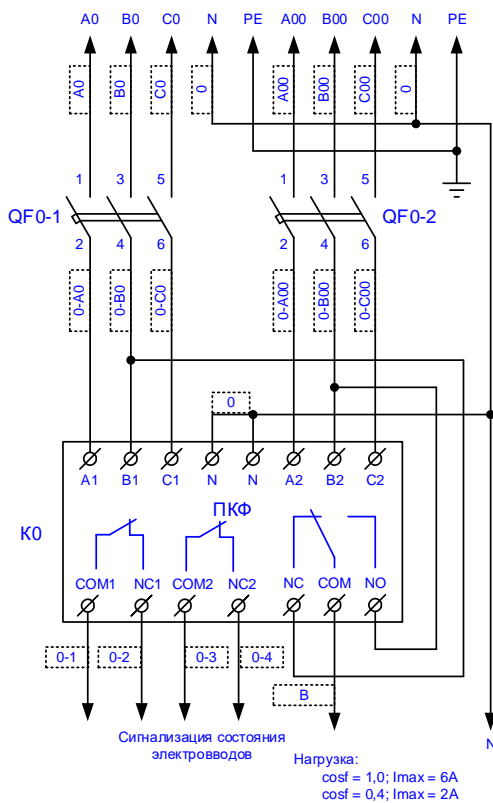 A0 B0 C0 N PE A00 B00 C00 N PE
A0 B0 C0 0 A00 B00 C00 0
1 3 5 1 3 5
QF0-1 QF0-2
2 4 6 2 4 6
0-A0 0-B0 0-C0 0-A00 0-B00 0-C00
0
A1 B1 C1 N N A2 B2 C2
ПКФ
K0
COM1 NC1 COM2 NC2 NC COM NO
0-1 0-2 0-3 0-4
B
Сигнализация состояния
электровводов
N
Нагрузка:
cosf = 1,0; Imax = 6A
cosf = 0,4; Imax = 2A